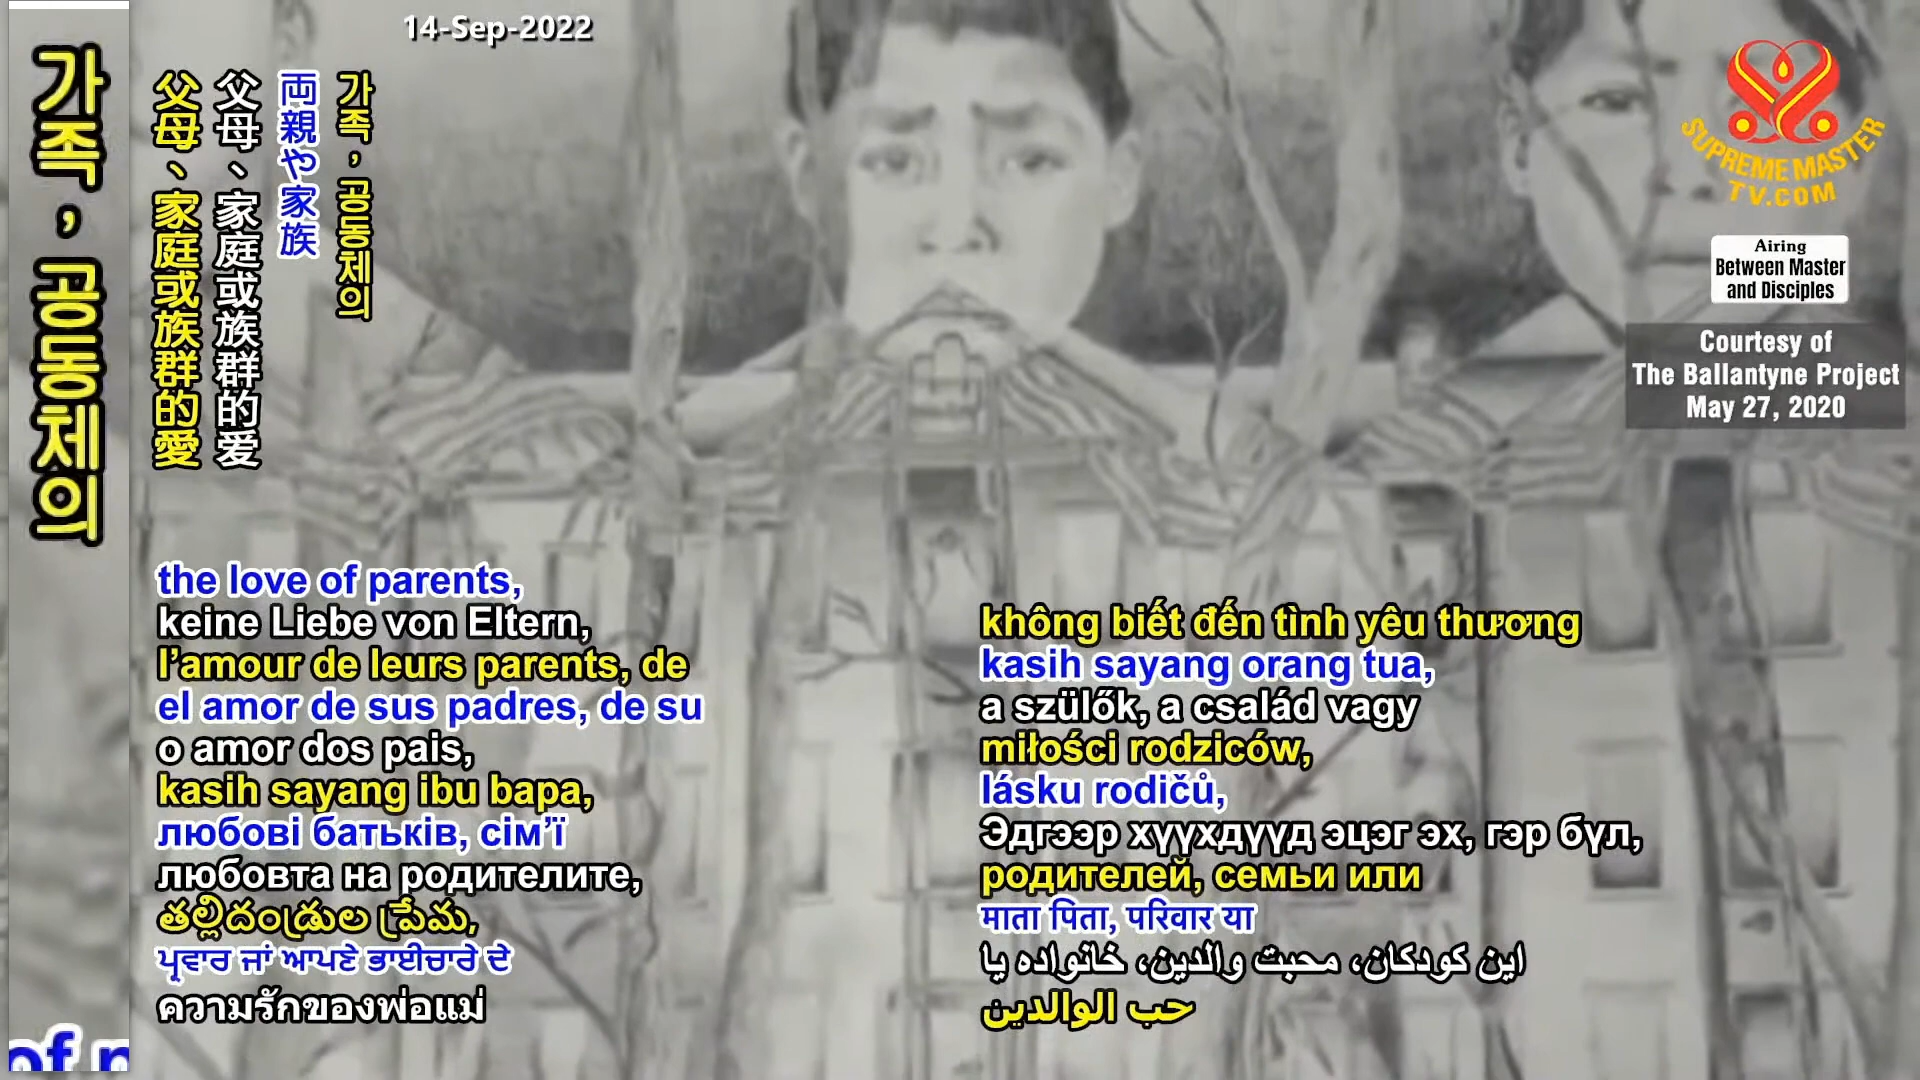 14-Sep-2022
가족, 공동체의
가족, 공동체의
両親や家族
父母、家庭或族群的爱
父母、家庭或族群的愛
SUPREME MASTER
TV.COM
Airing
Between Master
and Disciples
Courtesy of
The Ballantyne Project
May 27, 2020
the love of parents,
keine Liebe von Eltern,
l’amour de leurs parents, de
el amor de sus padres, de su
o amor dos pais,
kasih sayang ibu bapa,
любові батьків, сім’ї
любовта на родителите,
తల్లిదండ్రుల ప్రేమ,
ਪ੍ਰਵਾਰ ਜਾਂ ਆਪਣੇ ਭਾਈਚਾਰੇ ਦੇ
ความรักของพ่อแม่
không biết đến tình yêu thương
kasih sayang orang tua,
a szülők, a család vagy
miłości rodziców,
lásku rodičů,
Эдгээр хүүхдүүд эцэг эх, гэр бүл,
родителей, семьи или
माता पिता, परिवार या
این کودکان، محبت والدین، خانواده یا
حب الوالدين
of